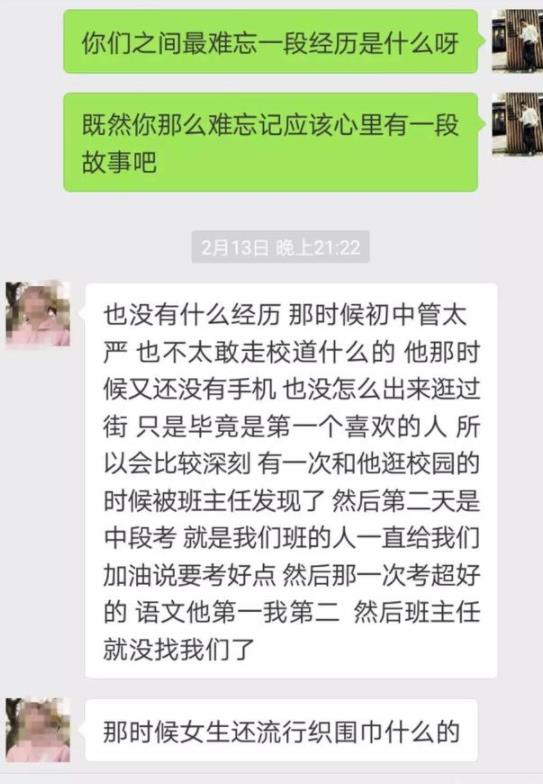 你们之间最难忘一段经历是什么呀
既然你那么难忘记应该心里有一段
故事吧
2月13日 晚上21:22
也没有什么经历 那时候初中管太
严 也不太敢走校道什么的 他那时
候又还没有手机 也没怎么出来逛过
街 只是毕竟是第一个喜欢的人 所
以会比较深刻 有一次和他逛校园的
时候被班主任发现了 然后第二天是
中段考 就是我们班的人一直给我们
加油说要考好点 然后那一次考超好
的 语文他第一我第二 然后班主任
就没找我们了
那时候女生还流行织围巾什么的